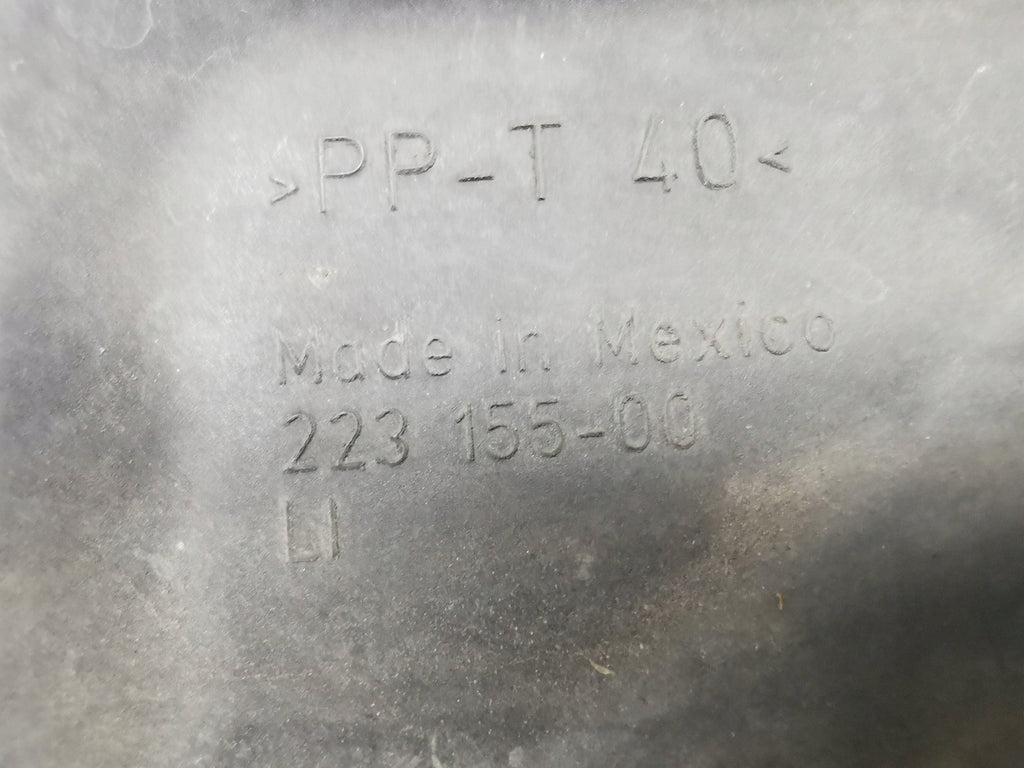 >PP-T 40<
Made in Mexico
223 155-00
LI